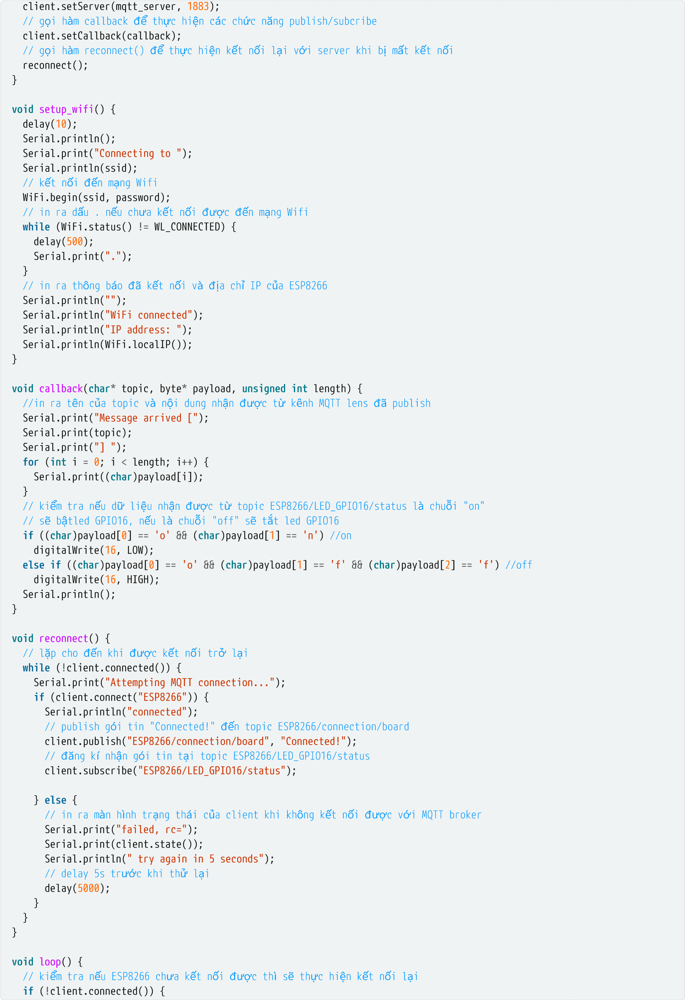 client.setServer(mqtt_server, 1883);
// gọi hàm callback để thực hiện các chức năng publish/subcribe
client.setCallback(callback);
// gọi hàm reconnect() để thực hiện kết nối lại với server khi bị mất kết nối
reconnect();
}
void setup_wifi() {
delay(10);
Serial.println();
Serial.print("Connecting to ");
Serial.println(ssid);
// kết nối đến mạng Wifi
WiFi.begin(ssid, password);
// in ra dấu . nếu chưa kết nối được đến mạng Wifi
while (WiFi.status() != WL_CONNECTED) {
delay(500);
Serial.print(".");
}
// in ra thông báo đã kết nối và địa chỉ IP của ESP8266
Serial.println("");
Serial.println("WiFi connected");
Serial.println("IP address: ");
Serial.println(WiFi.localIP());
}
void callback(char* topic, byte* payload, unsigned int length) {
//in ra tên của topic và nội dung nhận được từ kênh MQTT lens đã publish
Serial.print("Message arrived [");
Serial.print(topic);
Serial.print("] ");
for (int i = 0; i < length; i++) {
Serial.print((char)payload[i]);
}
// kiểm tra nếu dữ liệu nhận được từ topic ESP8266/LED_GPIO16/status là chuỗi "on"
// sẽ bậtled GPIO16, nếu là chuỗi "off" sẽ tắt led GPIO16
if ((char)payload[0] == 'o' && (char)payload[1] == 'n') //on
digitalWrite(16, LOW);
else if ((char)payload[0] == 'o' && (char)payload[1] == 'f' && (char)payload[2] == 'f') //off
digitalWrite(16, HIGH);
Serial.println();
}
void reconnect() {
// lặp cho đến khi được kết nối trở lại
while (!client.connected()) {
Serial.print("Attempting MQTT connection...");
if (client.connect("ESP8266")) {
Serial.println("connected");
// publish gói tin "Connected!" đến topic ESP8266/connection/board
client.publish("ESP8266/connection/board", "Connected!");
// đăng kí nhận gói tin tại topic ESP8266/LED_GPIO16/status
client.subscribe("ESP8266/LED_GPIO16/status");
} else {
// in ra màn hình trạng thái của client khi không kết nối được với MQTT broker
Serial.print("failed, rc=");
Serial.print(client.state());
Serial.println(" try again in 5 seconds");
// delay 5s trước khi thử lại
delay(5000);
}
}
}
void loop() {
// kiểm tra nếu ESP8266 chưa kết nối được thì sẽ thực hiện kết nối lại
if (!client.connected()) {